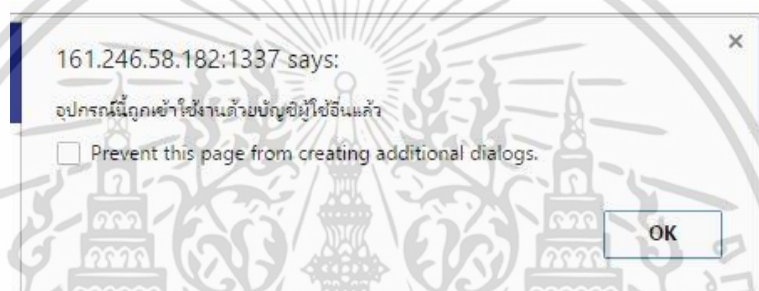 161.246.58.182:1337 says:
อุปกรณ์นี้ถูกเข้าใช้งานด้วยบัญชีผู้ใช้อื่นแล้ว
Prevent this page from creating additional dialogs.
OK